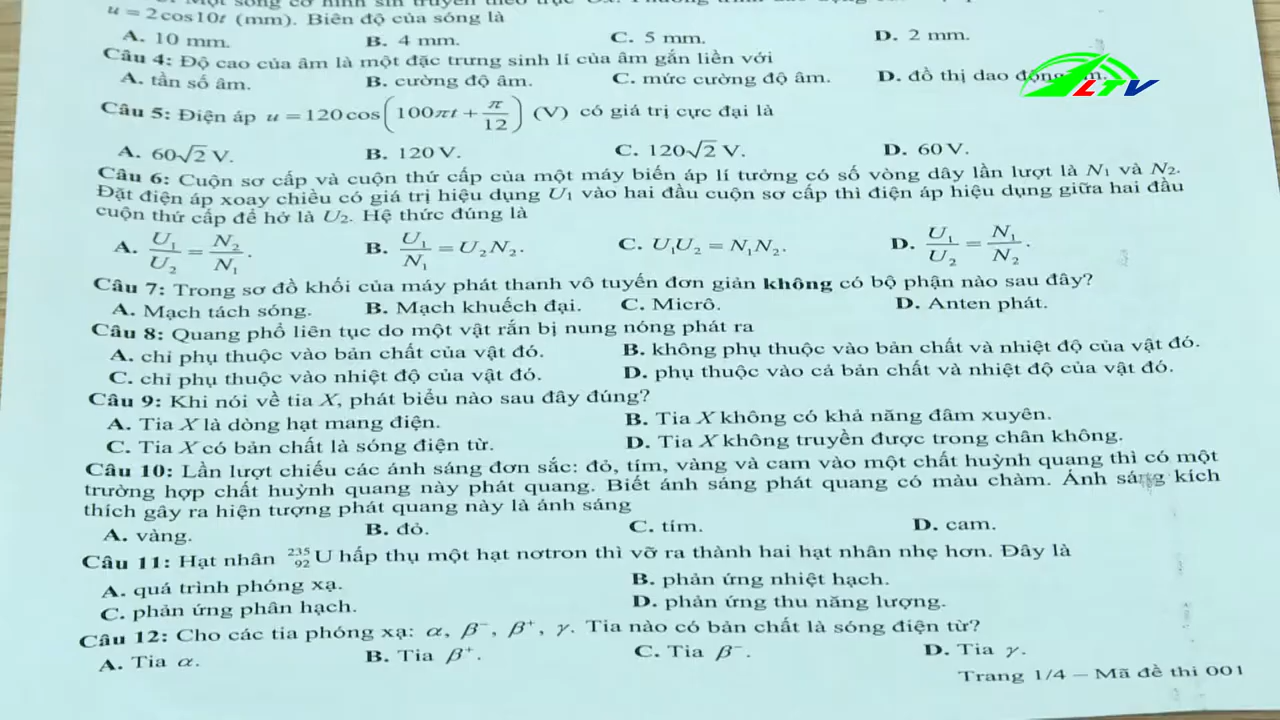 Một sóng cơ hình sin truyền theo trục
u = 2cos10t (mm). Biên độ của sóng là
A. 10 mm. B. 4 mm. C. 5 mm. D. 2 mm.
Câu 4: Độ cao của âm là một đặc trưng sinh lí của âm gắn liền với
A. tần số âm. B. cường độ âm. C. mức cường độ âm. D. đồ thị dao động âm.
LTV
Câu 5: Điện áp u = 120cos(100πt + π/12) (V) có giá trị cực đại là
A. 60√2 V. B. 120 V. C. 120√2 V. D. 60 V.
Câu 6: Cuộn sơ cấp và cuộn thứ cấp của một máy biến áp lí tưởng có số vòng dây lần lượt là N₁ và N₂.
Đặt điện áp xoay chiều có giá trị hiệu dụng U₁ vào hai đầu cuộn sơ cấp thì điện áp hiệu dụng giữa hai đầu
cuộn thứ cấp để hở là U₂. Hệ thức đúng là
A. U₁/U₂ = N₂/N₁. B. U₁/N₁ = U₂N₂. C. U₁U₂ = N₁N₂. D. U₁/U₂ = N₁/N₂.
Câu 7: Trong sơ đồ khối của máy phát thanh vô tuyến đơn giản không có bộ phận nào sau đây?
A. Mạch tách sóng. B. Mạch khuếch đại. C. Micrô. D. Anten phát.
Câu 8: Quang phổ liên tục do một vật rắn bị nung nóng phát ra
A. chỉ phụ thuộc vào bản chất của vật đó. B. không phụ thuộc vào bản chất và nhiệt độ của vật đó.
C. chỉ phụ thuộc vào nhiệt độ của vật đó. D. phụ thuộc vào cả bản chất và nhiệt độ của vật đó.
Câu 9: Khi nói về tia X, phát biểu nào sau đây đúng?
A. Tia X là dòng hạt mang điện. B. Tia X không có khả năng đâm xuyên.
C. Tia X có bản chất là sóng điện từ. D. Tia X không truyền được trong chân không.
Câu 10: Lần lượt chiếu các ánh sáng đơn sắc: đỏ, tím, vàng và cam vào một chất huỳnh quang thì có một
trường hợp chất huỳnh quang này phát quang. Biết ánh sáng phát quang có màu chàm. Ánh sáng kích
thích gây ra hiện tượng phát quang này là ánh sáng
A. vàng. B. đỏ. C. tím. D. cam.
Câu 11: Hạt nhân ²³⁵₉₂U hấp thụ một hạt nơtron thì vỡ ra thành hai hạt nhân nhẹ hơn. Đây là
A. quá trình phóng xạ. B. phản ứng nhiệt hạch.
C. phản ứng phân hạch. D. phản ứng thu năng lượng.
Câu 12: Cho các tia phóng xạ: α, β⁻, β⁺, γ. Tia nào có bản chất là sóng điện từ?
A. Tia α. B. Tia β⁺. C. Tia β⁻. D. Tia γ.
Trang 1/4 – Mã đề thi 001